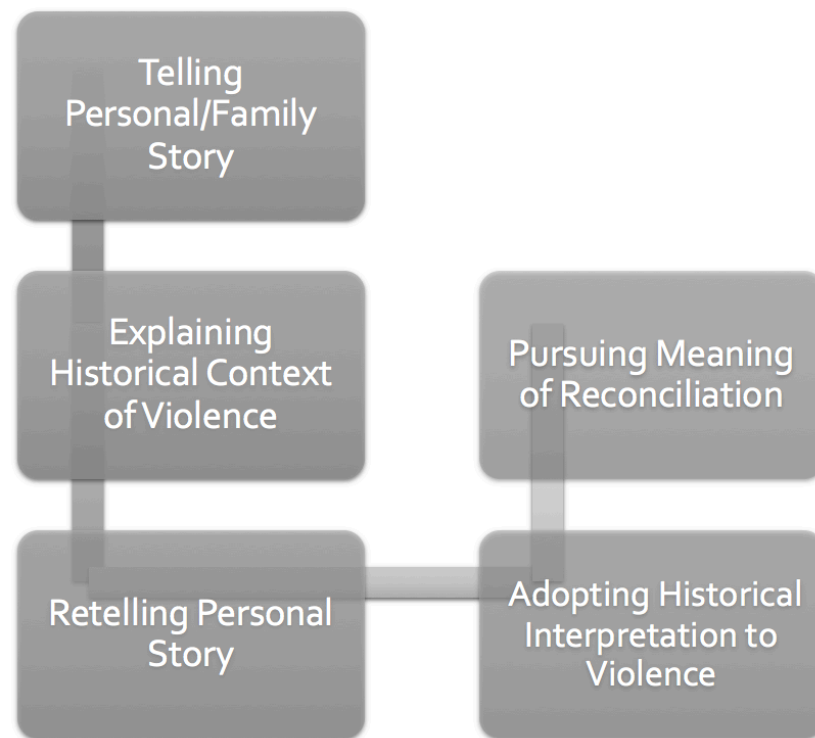 Telling
Personal/Family
Story
Explaining
Historical Context
of Violence
Retelling Personal
Story
Adopting Historical
Interpretation to
Violence
Pursuing Meaning
of Reconciliation